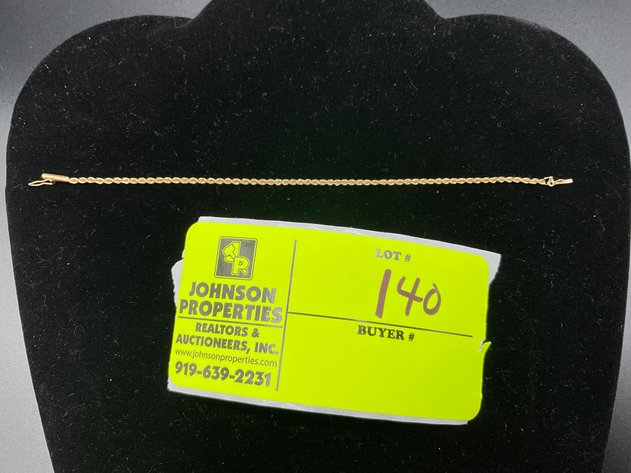 JP
JOHNSON
PROPERTIES
REALTORS &
AUCTIONEERS, INC.
www.johnsonproperties.com
919-639-2231
LOT #
140
BUYER #